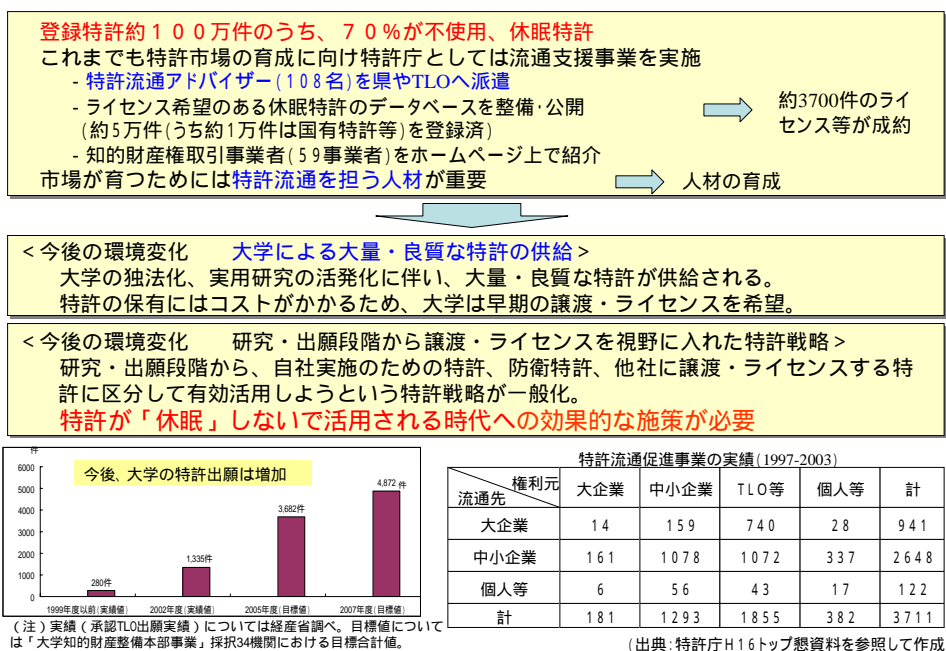 登録特許約１００万件のうち、７０％が不使用、休眠特許
これまでも特許市場の育成に向け特許庁としては流通支援事業を実施
- 特許流通アドバイザー(108名)を県やTLOへ派遣
- ライセンス希望のある休眠特許のデータベースを整備･公開
(約5万件(うち約1万件は国有特許等)を登録済)
- 知的財産権取引事業者(59事業者)をホームページ上で紹介
約3700件のライ
センス等が成約
市場が育つためには特許流通を担う人材が重要
人材の育成
＜今後の環境変化　大学による大量・良質な特許の供給＞
大学の独法化、実用研究の活発化に伴い、大量・良質な特許が供給される。
特許の保有にはコストがかかるため、大学は早期の譲渡・ライセンスを希望。
＜今後の環境変化　研究・出願段階から譲渡・ライセンスを視野に入れた特許戦略＞
研究・出願段階から、自社実施のための特許、防衛特許、他社に譲渡・ライセンスする特
許に区分して有効活用しようという特許戦略が一般化。
特許が「休眠」しないで活用される時代への効果的な施策が必要
件
今後、大学の特許出願は増加
6000
5000
4000
3000
2000
1000
0
280件
1,335件
3,682件
4,872 件
1999年度以前(実績値)
2002年度(実績値)
2005年度(目標値)
2007年度(目標値)
（注）実績（承認TLO出願実績）については経産省調べ。目標値について
は「大学知的財産整備本部事業」採択34機関における目標合計値。
特許流通促進事業の実績(1997-2003)
流通先 権利元 大企業 中小企業 TLO等 個人等 計
大企業 14 159 740 28 941
中小企業 161 1078 1072 337 2648
個人等 6 56 43 17 122
計 181 1293 1855 382 3711
(出典:特許庁H16トップ懇資料を参照して作成